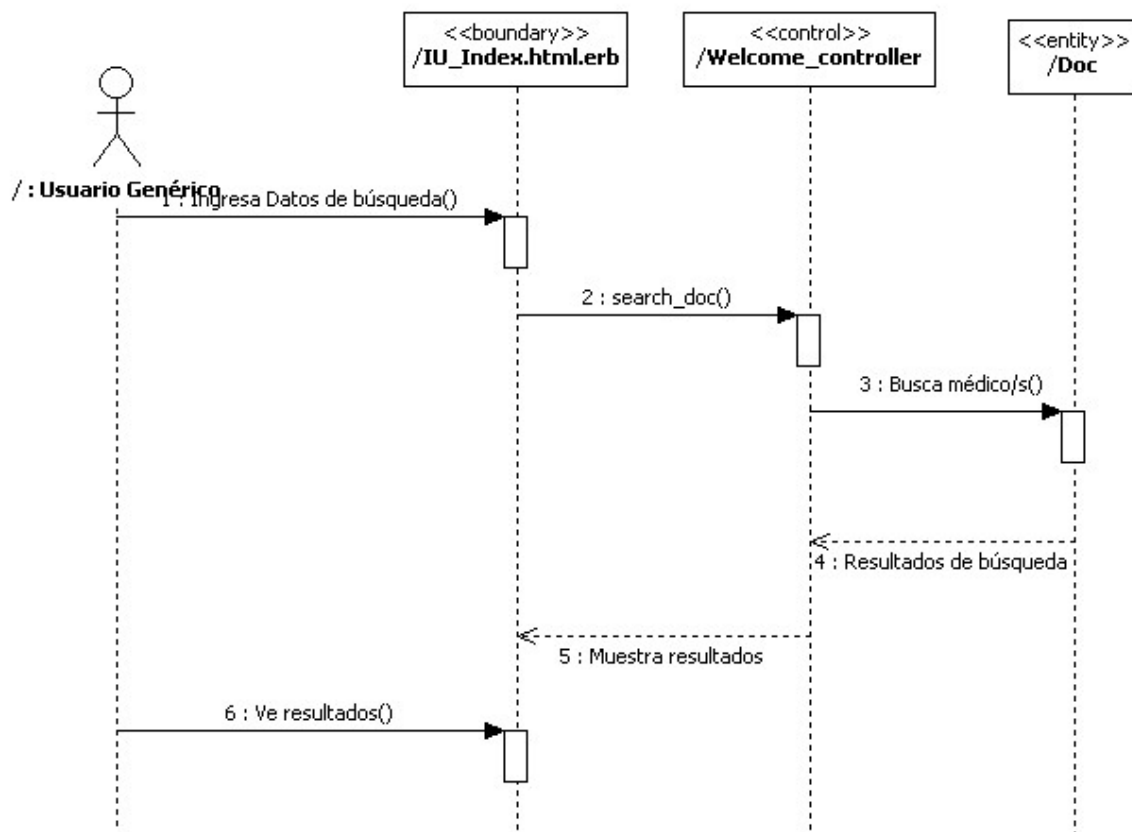 <<boundary>>
/IU_Index.html.erb
<<control>>
/Welcome_controller
<<entity>>
/Doc
/ : Usuario Genérico
1 : Ingresa Datos de búsqueda()
2 : search_doc()
3 : Busca médico/s()
4 : Resultados de búsqueda
5 : Muestra resultados
6 : Ve resultados()